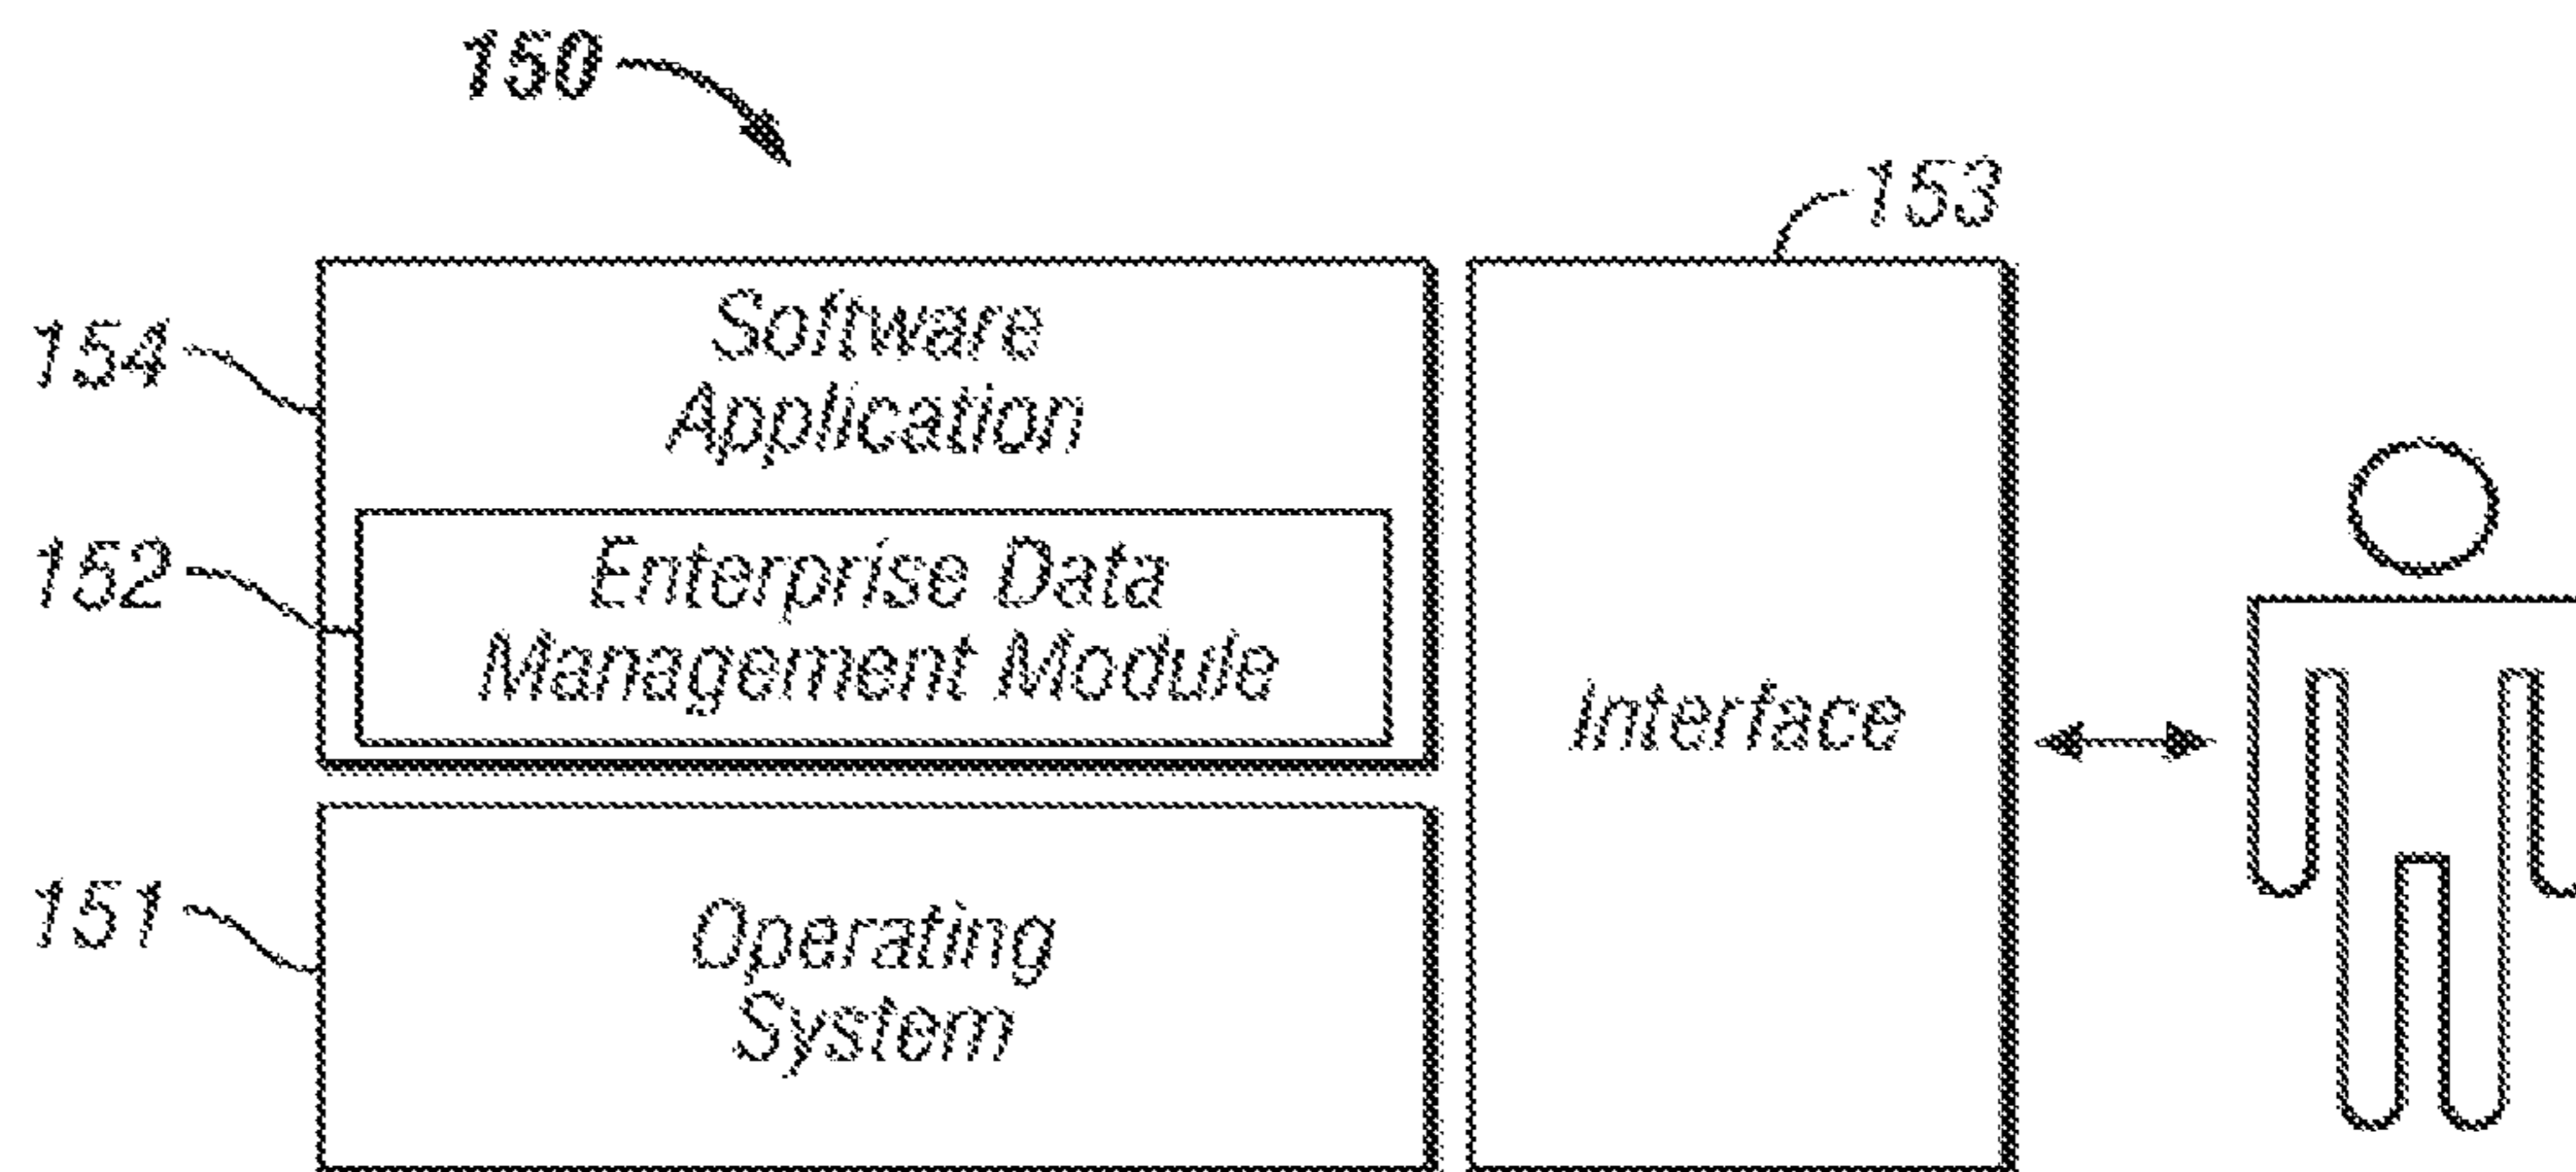 150
153
154
Software
Application
152
Enterprise Data
Management Module
Interface
151
Operating
System